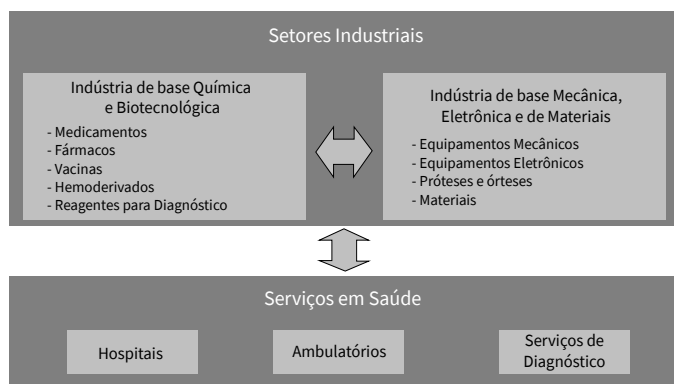 Setores Industriais
Indústria de base Química
e Biotecnológica
- Medicamentos
- Fármacos
- Vacinas
- Hemoderivados
- Reagentes para Diagnóstico
Indústria de base Mecânica,
Eletrônica e de Materiais
- Equipamentos Mecânicos
- Equipamentos Eletrônicos
- Próteses e órteses
- Materiais
Serviços em Saúde
Hospitais
Ambulatórios
Serviços de
Diagnóstico